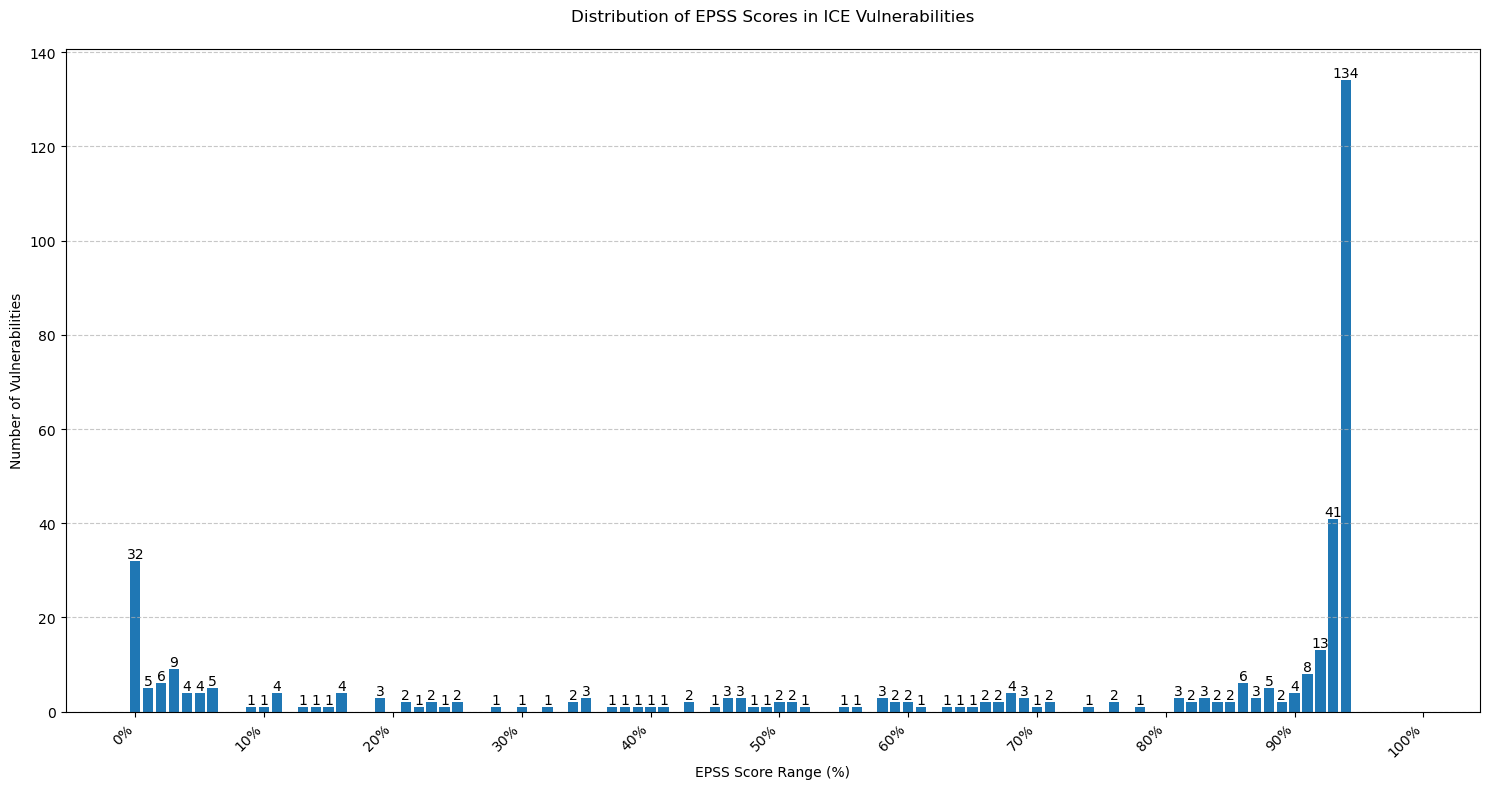 Distribution of EPSS Scores in ICE Vulnerabilities
140
120
100
80
60
40
20
0
Number of Vulnerabilities
32 5 6 9 4 4 5 1 1 4 1 1 1 4 3 2 1 2 1 2 1 1 1 2 3 1 1 1 1 1 2 1 3 3 1 1 2 2 1 1 1 3 2 2 1 1 1 1 2 2 4 3 1 2 1 2 1 3 2 3 2 2 6 3 5 2 4 8 13 41 134
0% 10% 20% 30% 40% 50% 60% 70% 80% 90% 100%
EPSS Score Range (%)